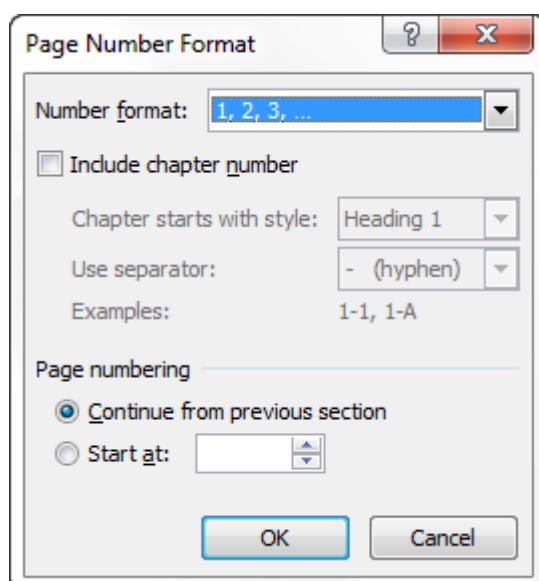 Page Number Format
Number format: 1, 2, 3, ...
Include chapter number
Chapter starts with style: Heading 1
Use separator: - (hyphen)
Examples: 1-1, 1-A
Page numbering
Continue from previous section
Start at:
OK Cancel